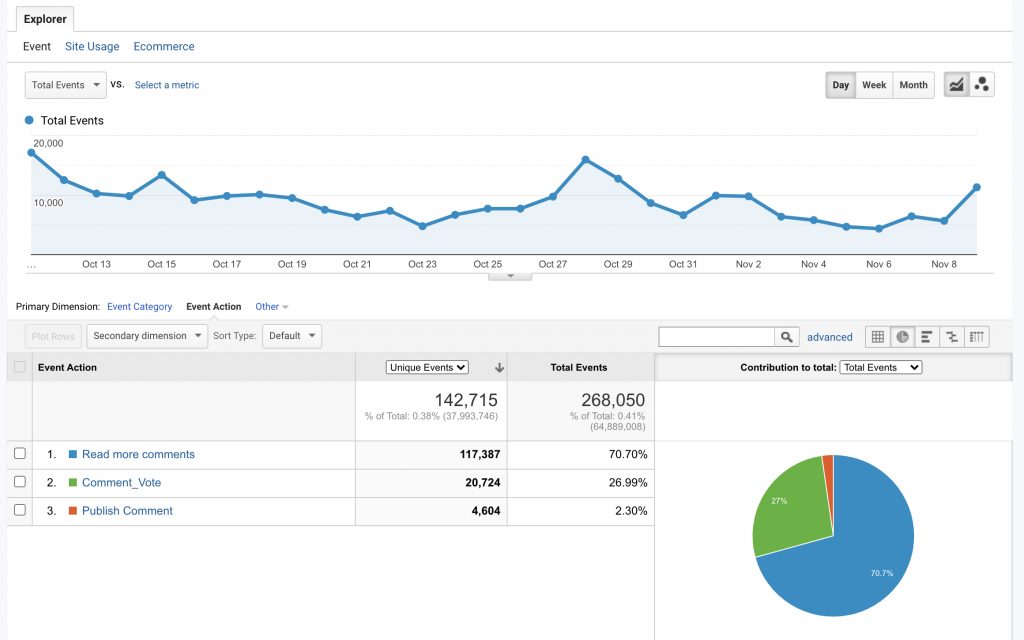 Explorer
Event Site Usage Ecommerce
Total Events VS. Select a metric Day Week Month
Total Events
20,000
10,000
... Oct 13 Oct 15 Oct 17 Oct 19 Oct 21 Oct 23 Oct 25 Oct 27 Oct 29 Oct 31 Nov 2 Nov 4 Nov 6 Nov 8
Primary Dimension: Event Category Event Action Other
Plot Rows Secondary dimension Sort Type: Default advanced
Event Action Unique Events Total Events Contribution to total: Total Events
142,715 268,050
% of Total: 0.38% (37,993,746) % of Total: 0.41%
(64,889,008)
1. Read more comments 117,387 70.70%
2. Comment_Vote 20,724 26.99%
3. Publish Comment 4,604 2.30%
27%
70.7%